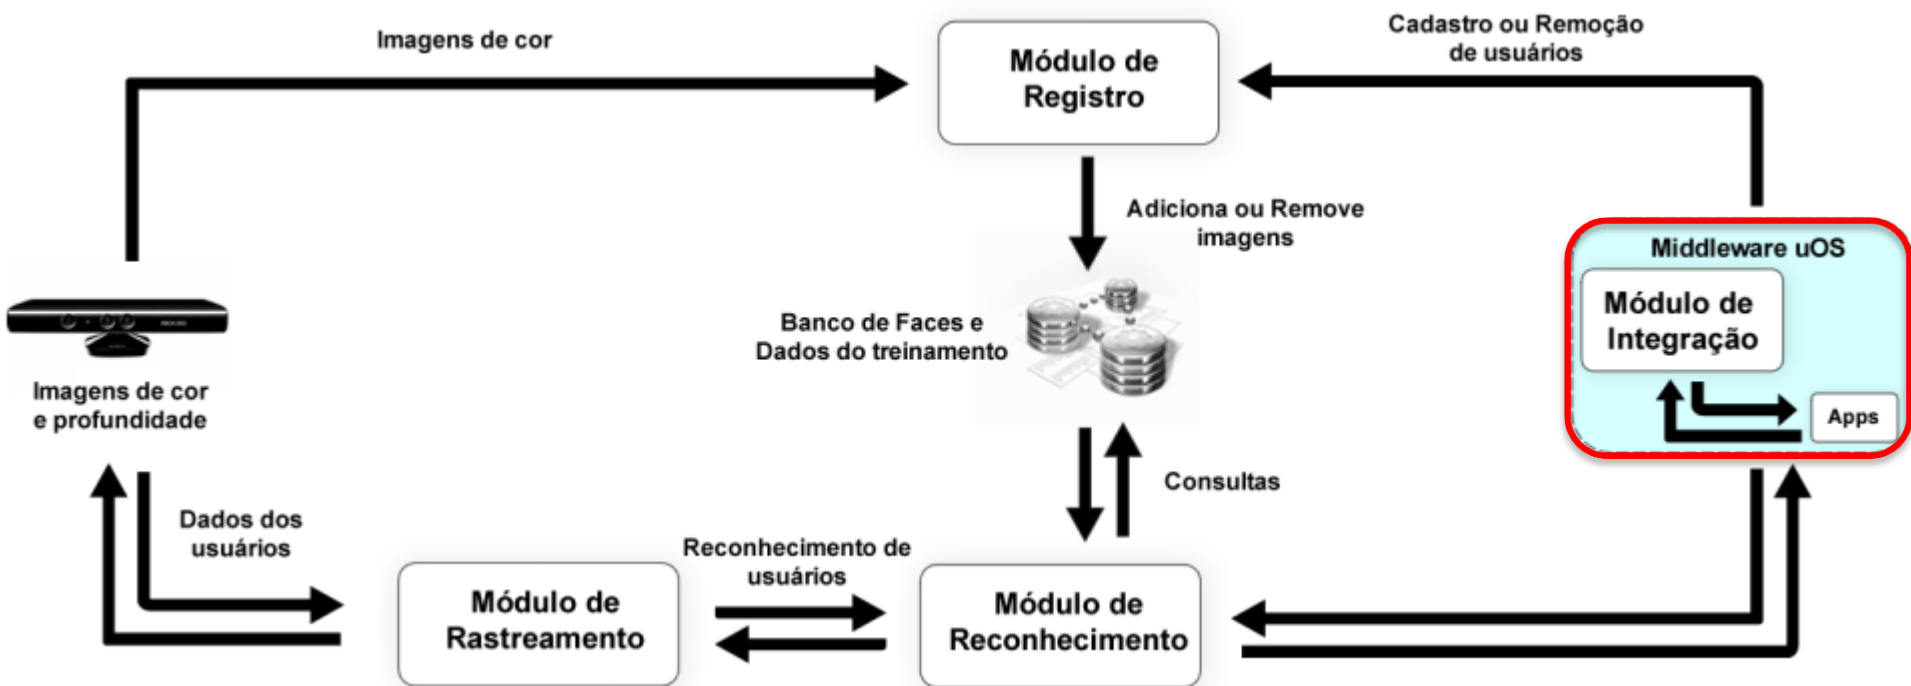 Imagens de cor
Módulo de
Registro
Cadastro ou Remoção
de usuários
Adiciona ou Remove
imagens
Middleware uOS
Módulo de
Integração
Apps
Banco de Faces e
Dados do treinamento
Imagens de cor
e profundidade
Consultas
Dados dos
usuários
Reconhecimento de
usuários
Módulo de
Rastreamento
Módulo de
Reconhecimento